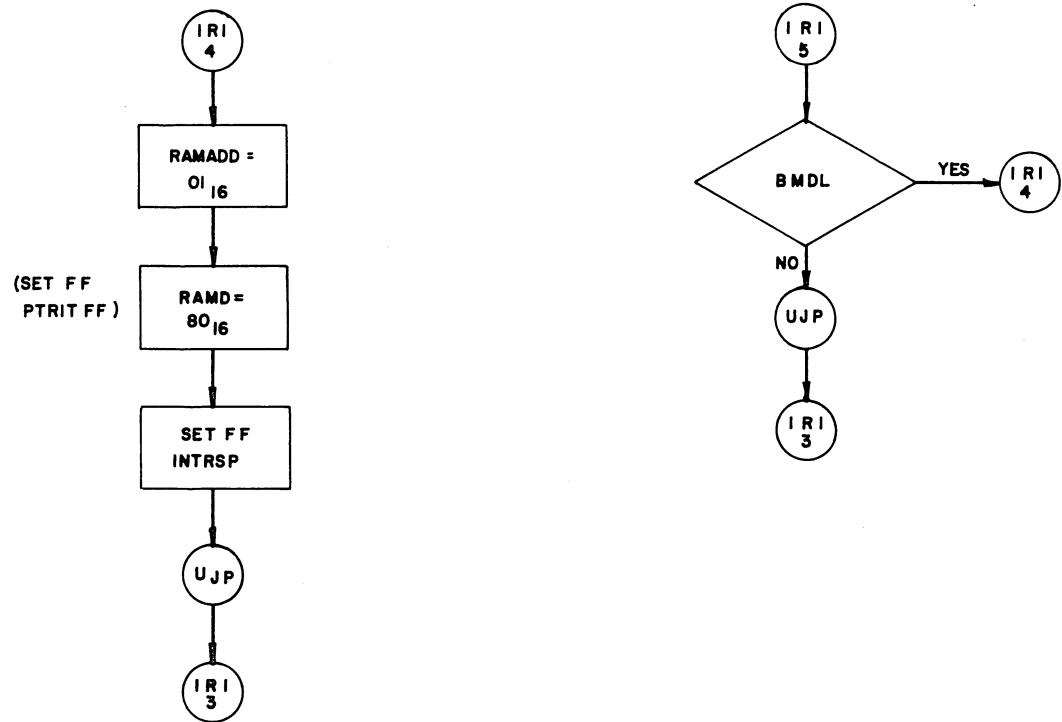 IRI
4
RAMADD =
01 16
(SET FF
PTRIT FF)
RAMD =
80 16
SET FF
INTRSP
UJP
IRI
3
IRI
5
BMDL
YES
IRI
4
NO
UJP
IRI
3